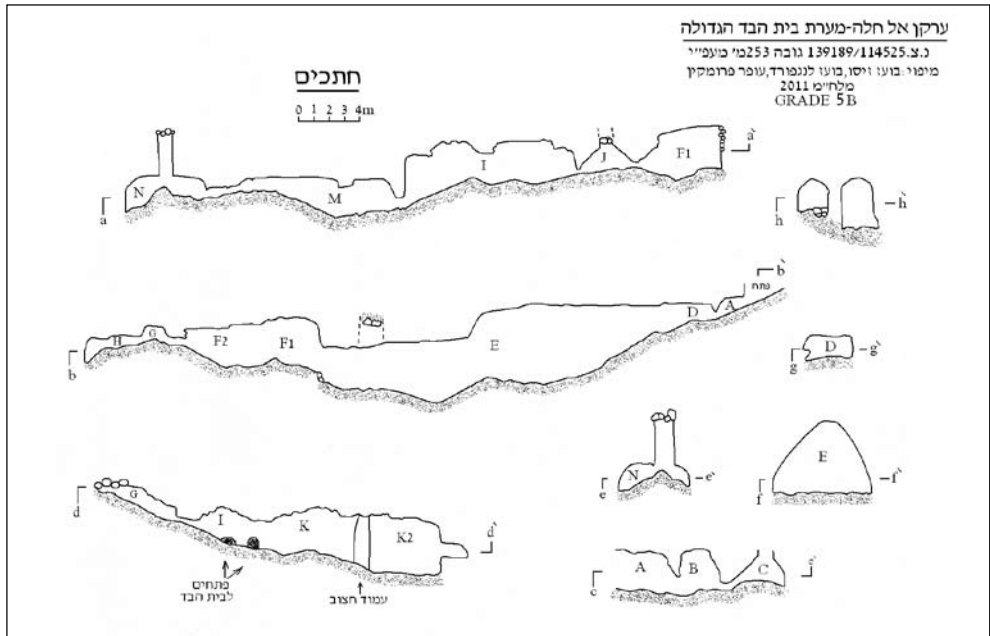 ערקן אל חלה-מערת בית הבד הגדולה
נ.צ. 139189/114525 גובה 253מ' מעפ״י
מיפוי: בועז זיסו, בועז לנגפורד, עופר פרומקין
מלח״מ 2011
GRADE 5B
חתכים
0 1 2 3 4m
N M I J F1
a a'
h h'
H G F2 F1 E D A
פתח
b b'
D
g g'
N
e e'
E
f f'
G I K K2
d d'
פתחים
לבית הבד
עמוד חצוב
A B C
c c'